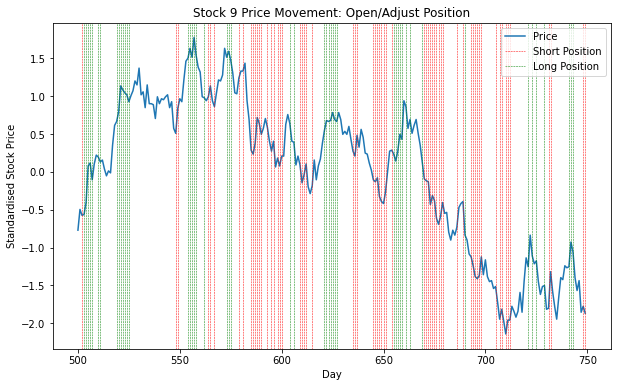 Stock 9 Price Movement: Open/Adjust Position
Price
Short Position
Long Position
Standardised Stock Price
1.5
1.0
0.5
0.0
−0.5
−1.0
−1.5
−2.0
500 550 600 650 700 750
Day